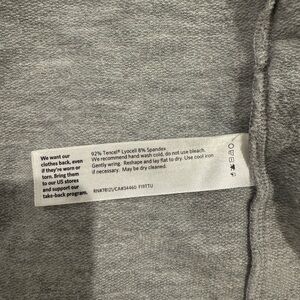 We want our
clothes back, even
if they're worn or
torn. Bring them
to our US stores
and support our
take-back program.
92% Tencel® Lyocell 8% Spandex
We recommend hand wash cold, do not use bleach.
Gently wring. Reshape and lay flat to dry. Use cool iron
if necessary. May be dry cleaned.
RN#78121/CA#34460 F19TTU